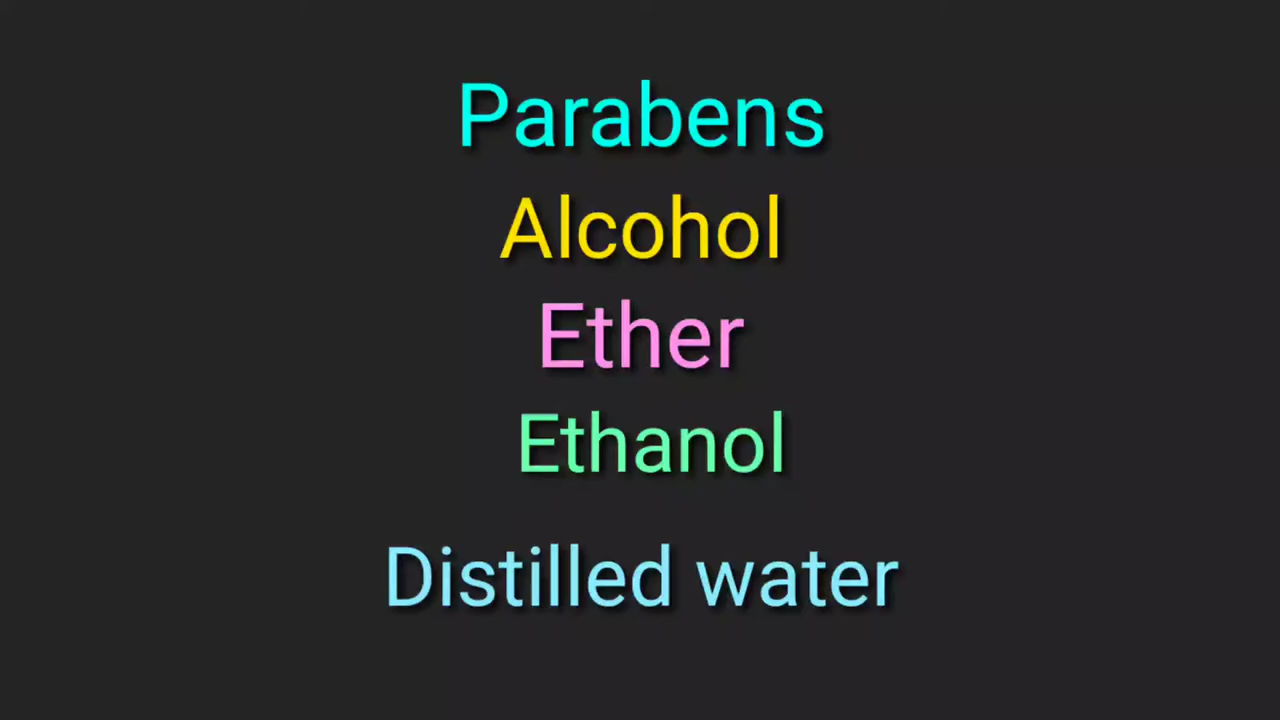 Parabens
Alcohol
Ether
Ethanol
Distilled water